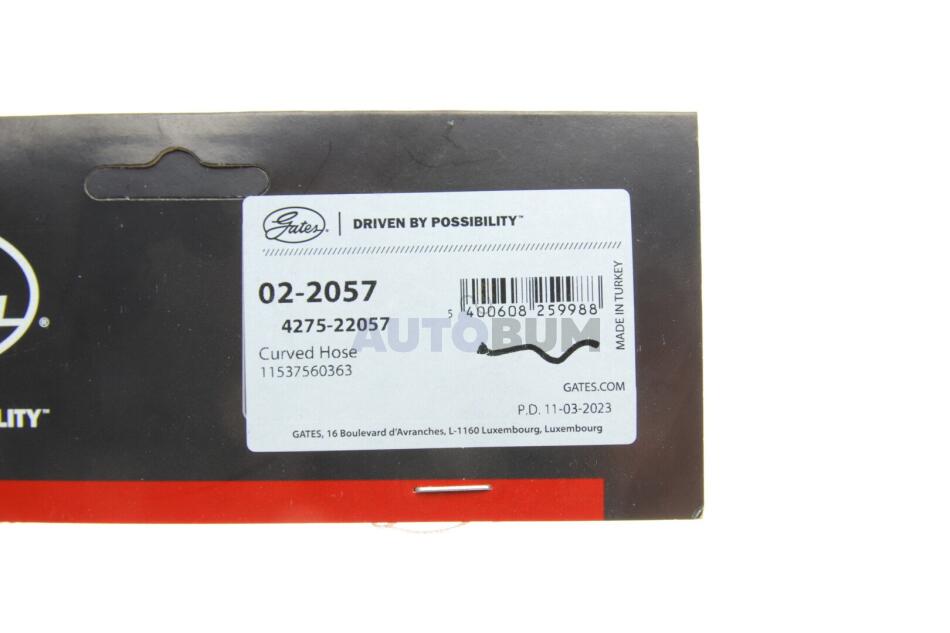 Gates® | DRIVEN BY POSSIBILITY™
02-2057
4275-22057
Curved Hose
11537560363
5 400608 259988
MADE IN TURKEY
AUTOBUM
GATES.COM
P.D. 11-03-2023
GATES, 16 Boulevard d'Avranches, L-1160 Luxembourg, Luxembourg
L®
ILITY™